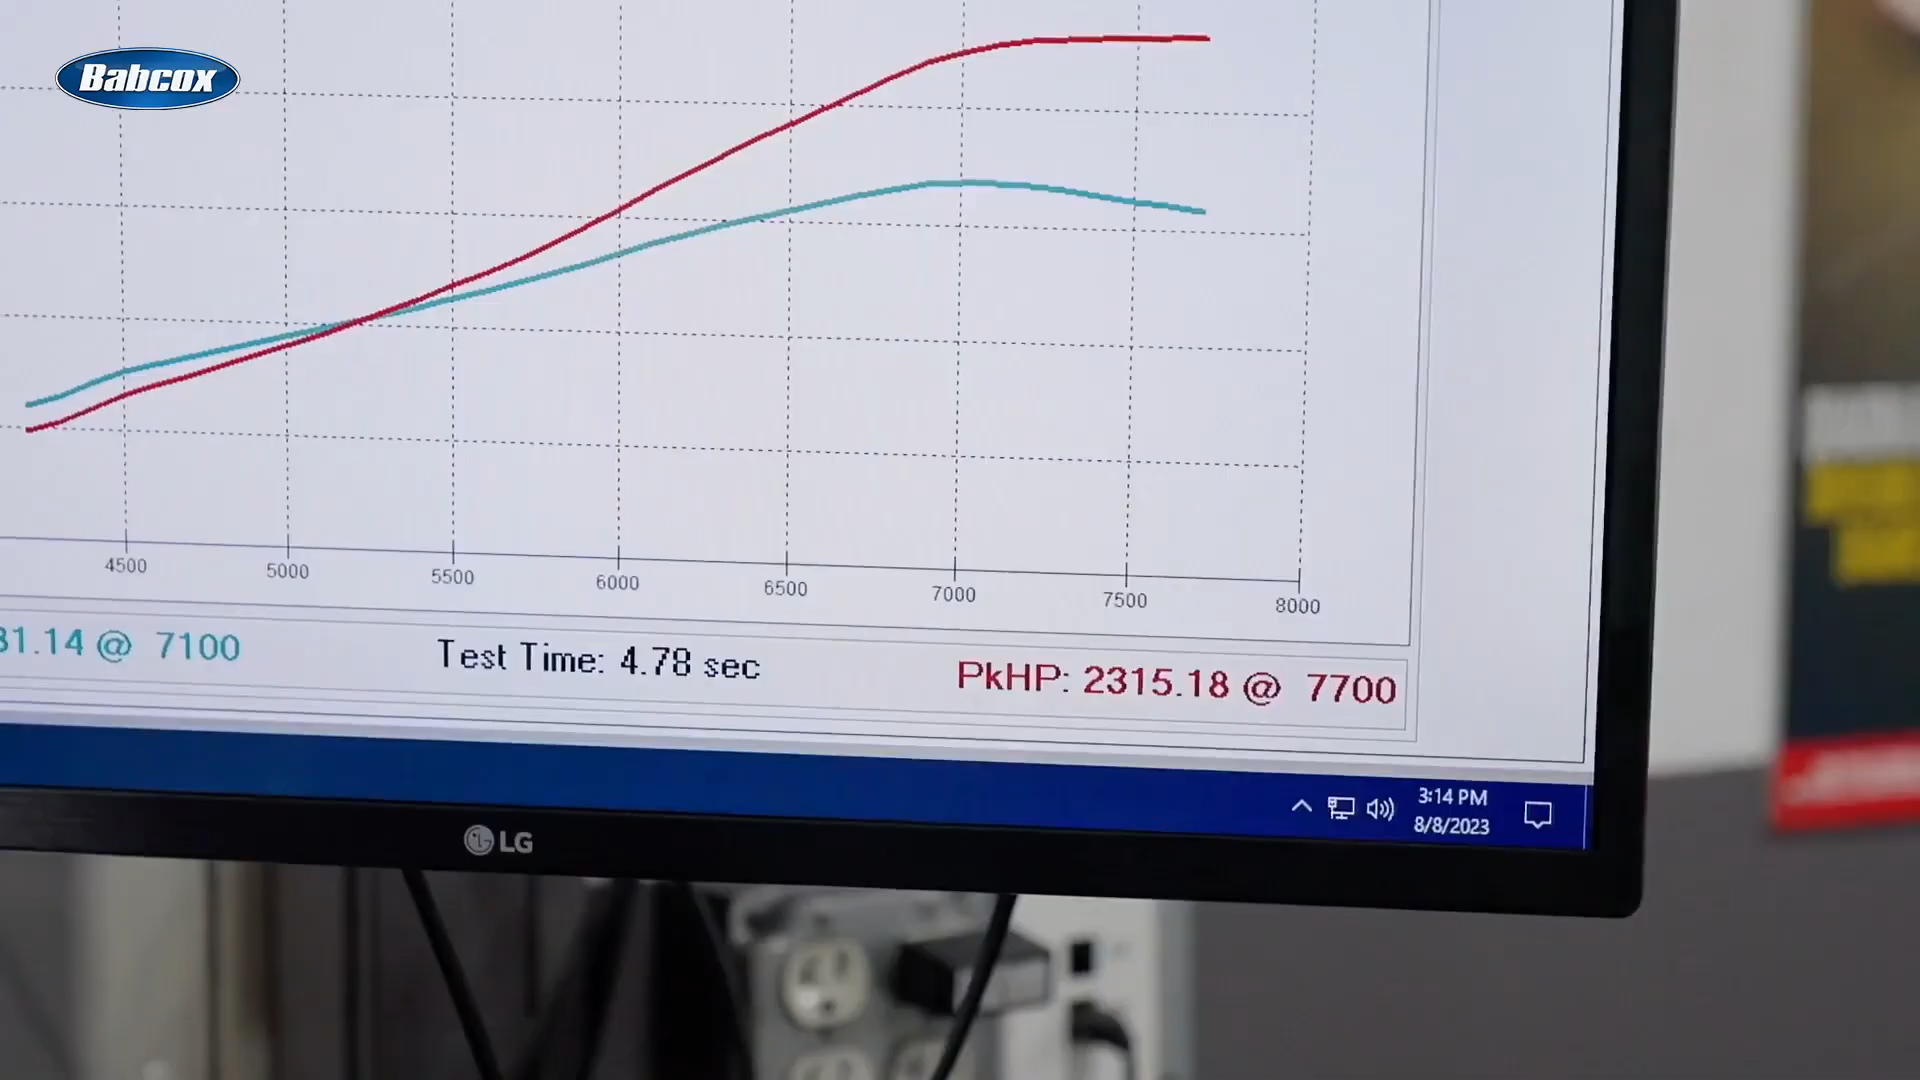 Babcox
4500 5000 5500 6000 6500 7000 7500 8000
31.14 @ 7100
Test Time: 4.78 sec
PkHP: 2315.18 @ 7700
3:14 PM
8/8/2023
LG